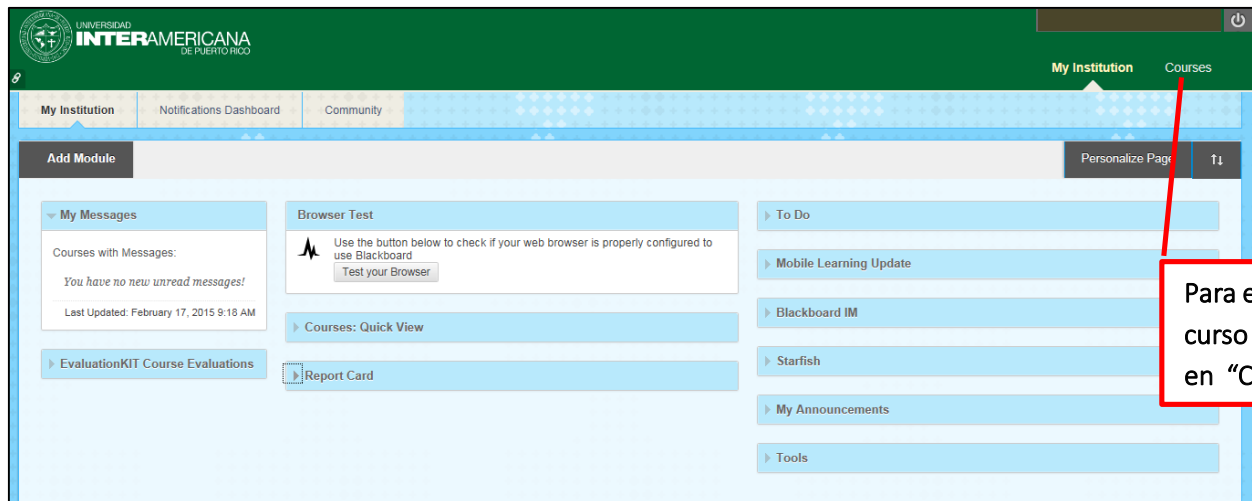 UNIVERSIDAD
INTERAMERICANA
DE PUERTO RICO
My Institution Courses
My Institution Notifications Dashboard Community
Add Module
Personalize Page
My Messages
Courses with Messages:
You have no new unread messages!
Last Updated: February 17, 2015 9:18 AM
EvaluationKIT Course Evaluations
Browser Test
Use the button below to check if your web browser is properly configured to
use Blackboard
Test your Browser
Courses: Quick View
Report Card
To Do
Mobile Learning Update
Blackboard IM
Starfish
My Announcements
Tools
Para
curso
en